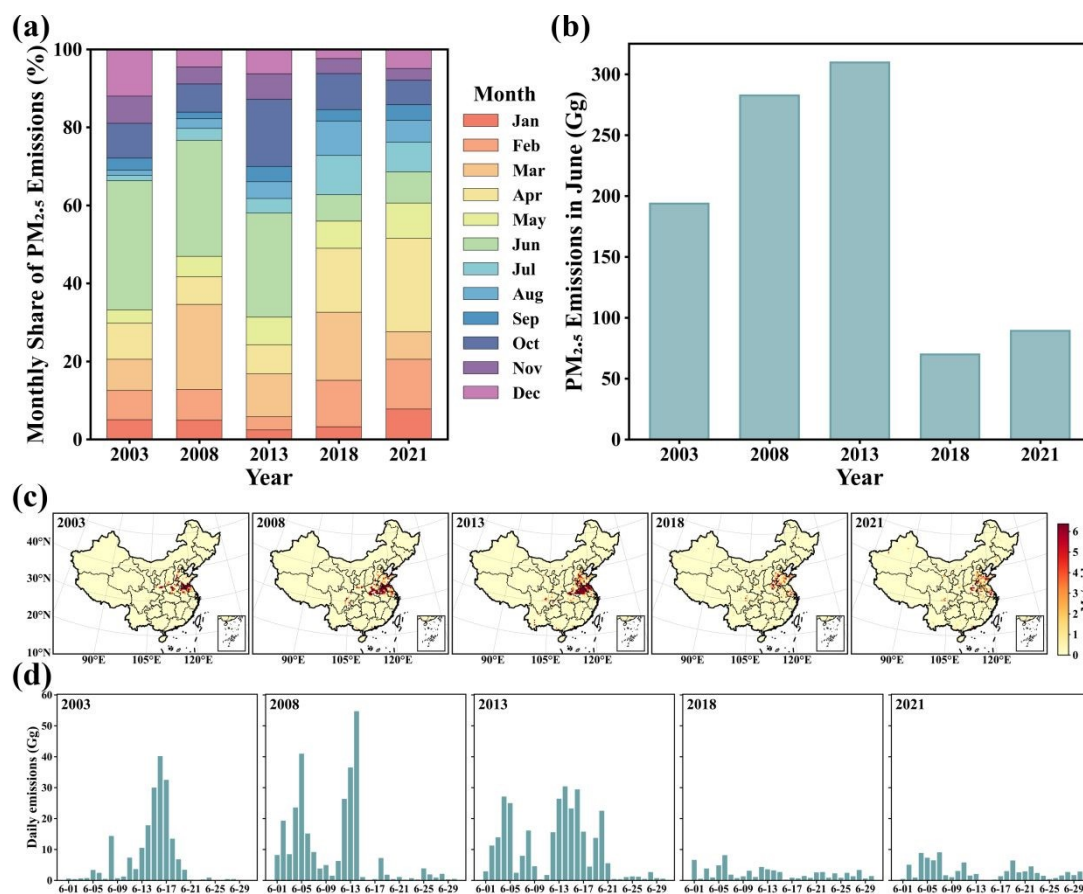 (a)
Monthly Share of PM₂.₅ Emissions (%)
100
80
60
40
20
0
2003 2008 2013 2018 2021
Year
Month
Jan
Feb
Mar
Apr
May
Jun
Jul
Aug
Sep
Oct
Nov
Dec
(b)
PM₂.₅ Emissions in June (Gg)
300
250
200
150
100
50
0
2003 2008 2013 2018 2021
Year
(c)
2003 2008 2013 2018 2021
40°N
30°N
20°N
10°N
90°E 105°E 120°E 90°E 105°E 120°E 90°E 105°E 120°E 90°E 105°E 120°E 90°E 105°E 120°E
6
5
4
3
2
1
0
(d)
Daily emissions (Gg)
60
50
40
30
20
10
0
2003 2008 2013 2018 2021
6-01 6-05 6-09 6-13 6-17 6-21 6-25 6-29 6-01 6-05 6-09 6-13 6-17 6-21 6-25 6-29 6-01 6-05 6-09 6-13 6-17 6-21 6-25 6-29 6-01 6-05 6-09 6-13 6-17 6-21 6-25 6-29 6-01 6-05 6-09 6-13 6-17 6-21 6-25 6-29